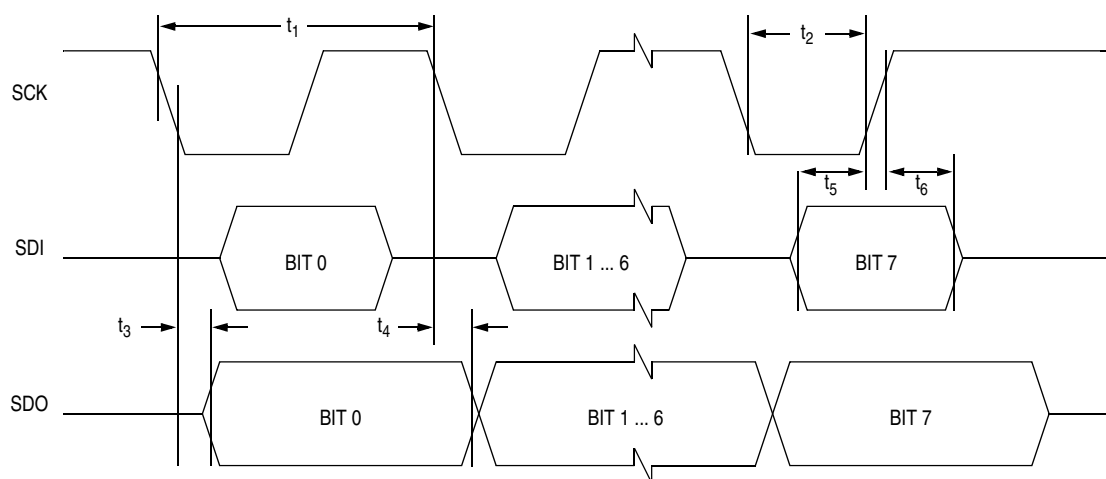 t1
t2
SCK
t5
t6
SDI
BIT 0
BIT 1 ... 6
BIT 7
t3
t4
SDO
BIT 0
BIT 1 ... 6
BIT 7